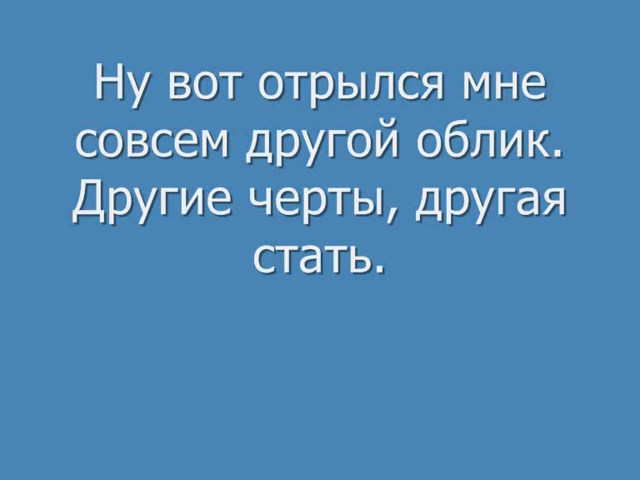 Ну вот отрылся мне
совсем другой облик.
Другие черты, другая
стать.